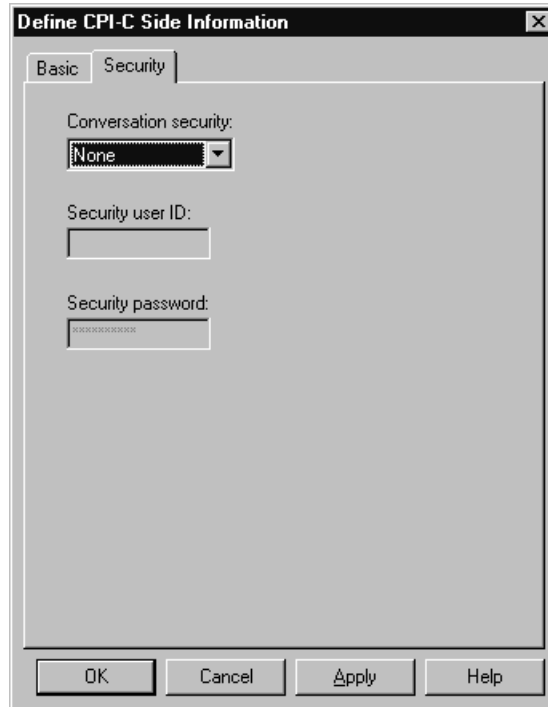 Define CPI-C Side Information
Basic Security
Conversation security:
None
Security user ID:
Security password:
**********
OK Cancel Apply Help